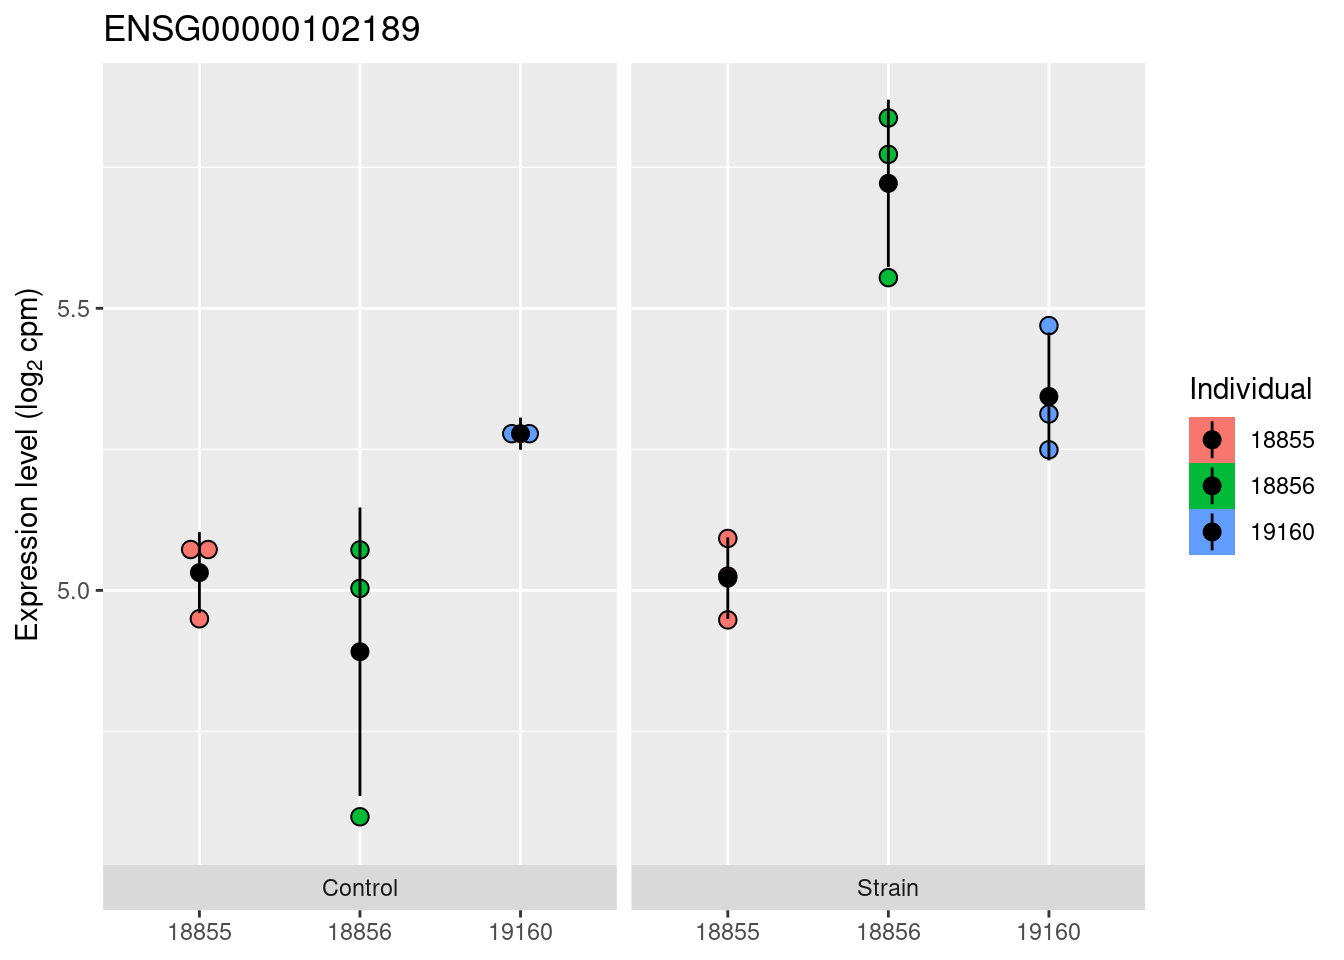 ENSG00000102189
Expression level (log₂ cpm)
5.5
5.0
Control
Strain
18855 18856 19160
18855 18856 19160
Individual
18855
18856
19160